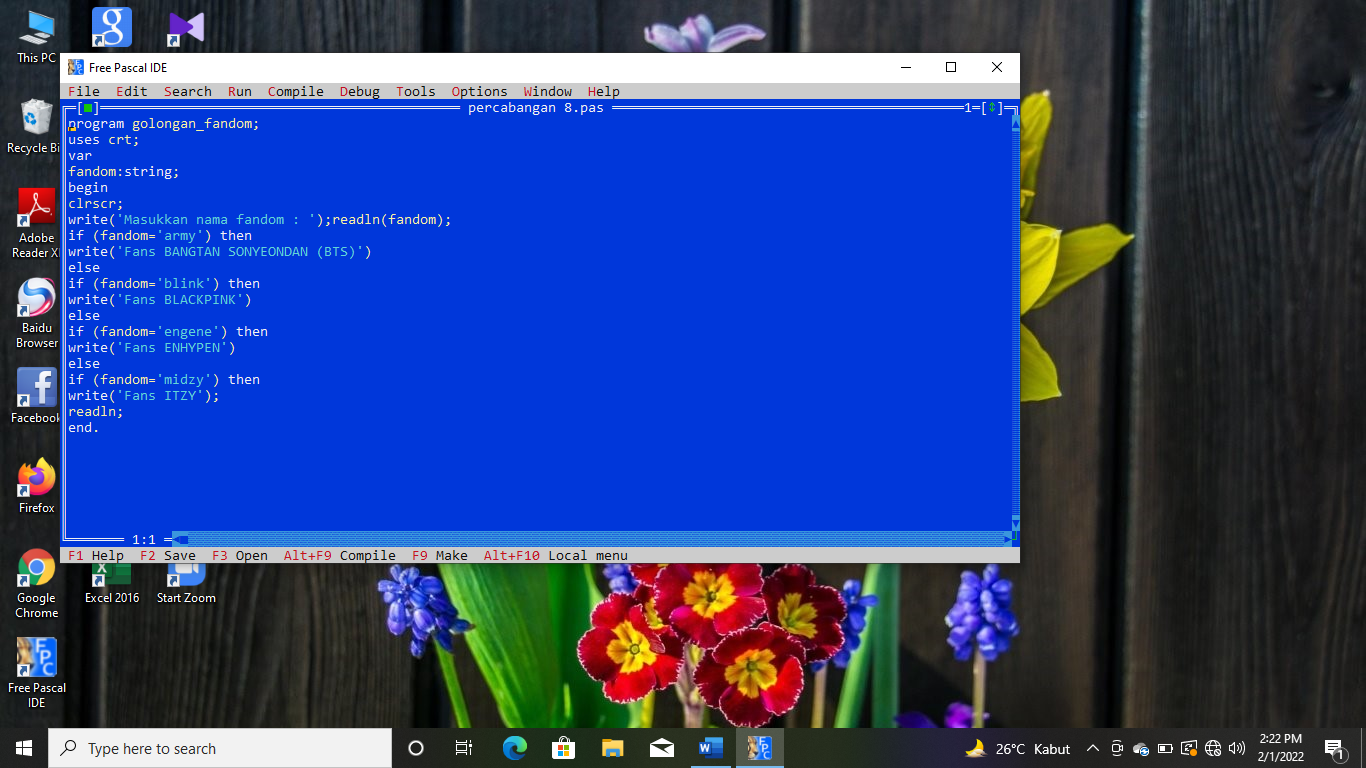 This PC
Free Pascal IDE
File Edit Search Run Compile Debug Tools Options Window Help
percabangan 8.pas
1
program golongan_fandom;
uses crt;
var
fandom:string;
begin
clrscr;
write('Masukkan nama fandom : ');readln(fandom);
if (fandom='army') then
write('Fans BANGTAN SONYEONDAN (BTS)')
else
if (fandom='blink') then
write('Fans BLACKPINK')
else
if (fandom='engene') then
write('Fans ENHYPEN')
else
if (fandom='midzy') then
write('Fans ITZY');
readln;
end.
1:1
F1 Help F2 Save F3 Open Alt+F9 Compile F9 Make Alt+F10 Local menu
Recycle Bi
Adobe
Reader X
Baidu
Browser
Facebook
Firefox
Google
Chrome
Excel 2016
Start Zoom
FPC
Free Pascal
IDE
Type here to search
26°C Kabut
2:22 PM
2/1/2022
1